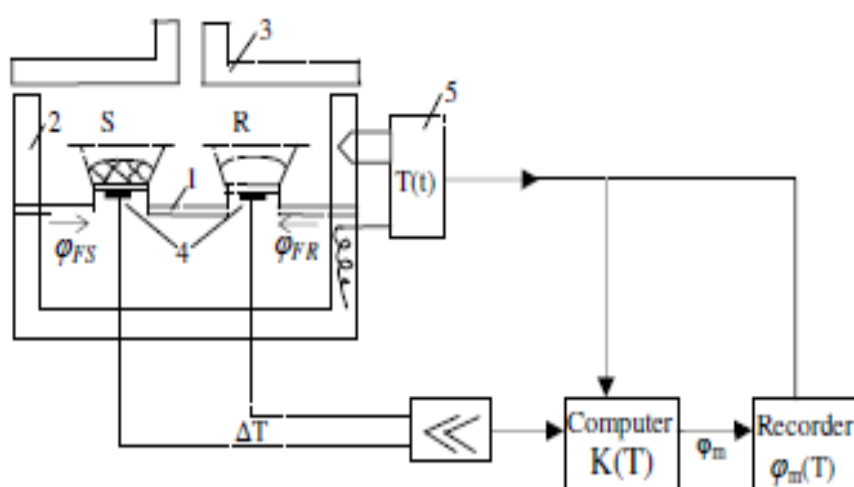 3
2
S
R
5
1
T(t)
φFS
4
φFR
ΔT
Computer
K(T)
φm
Recorder
φm(T)